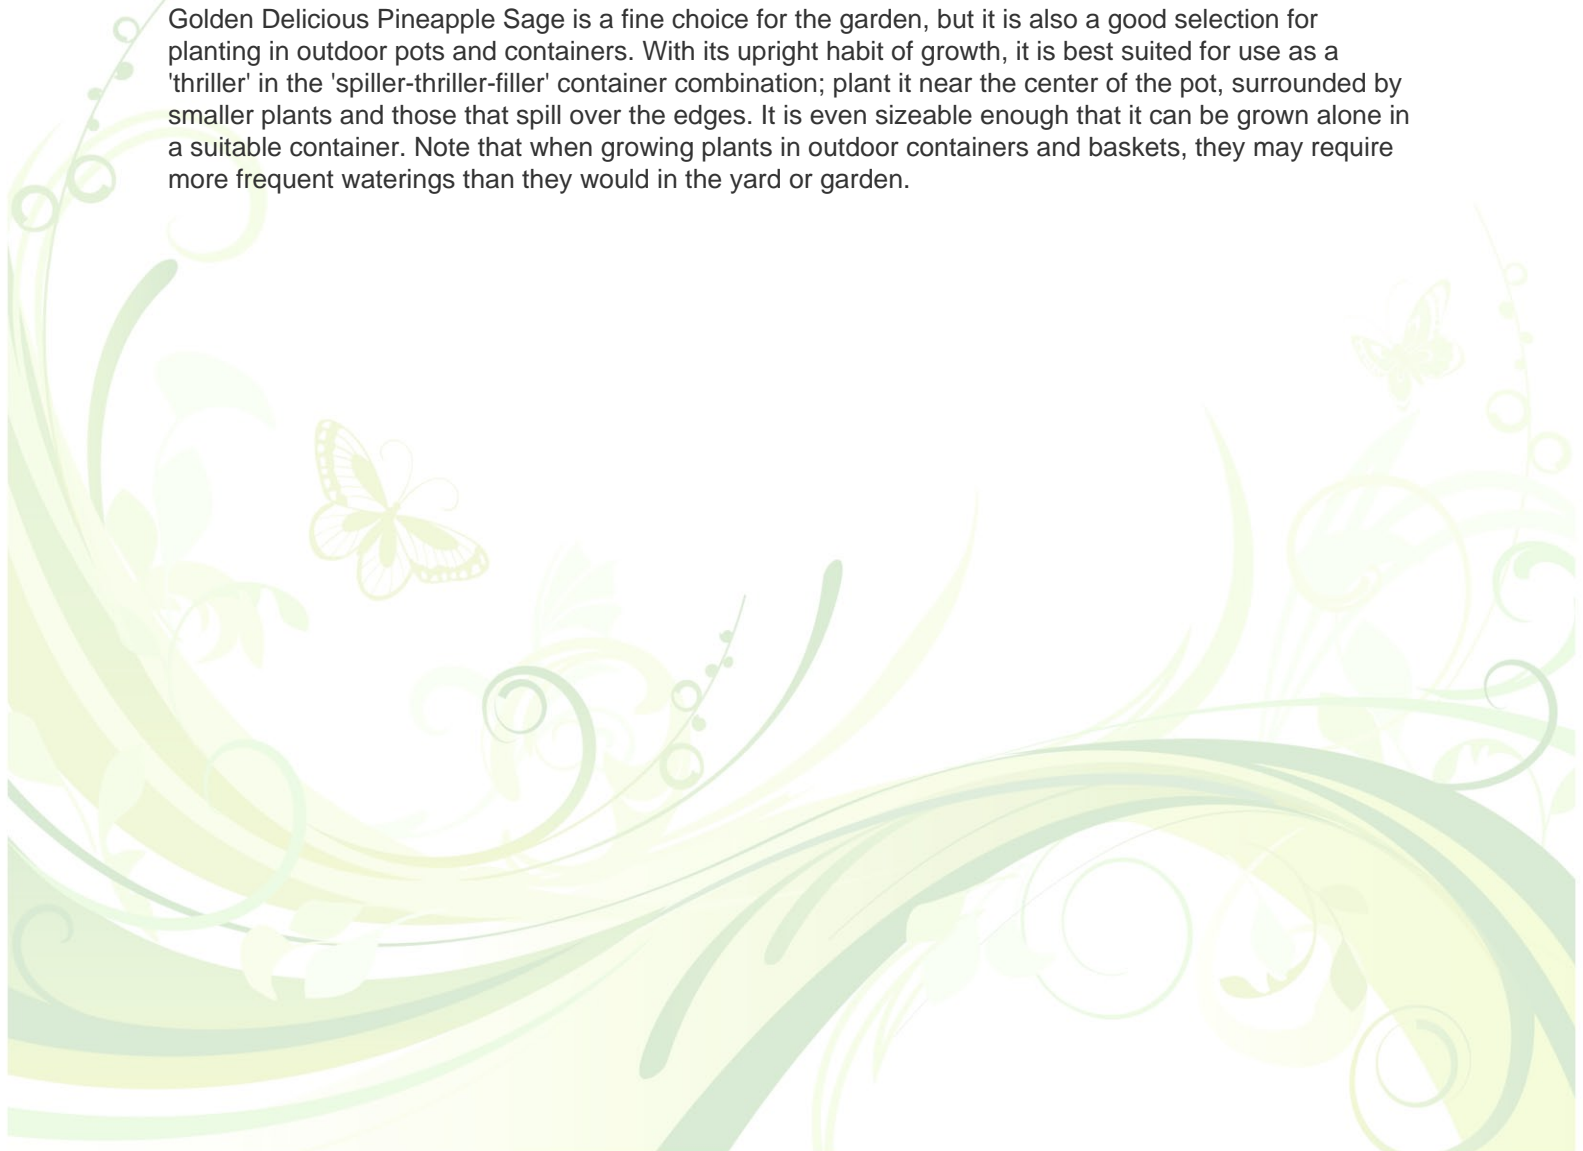 Golden Delicious Pineapple Sage is a fine choice for the garden, but it is also a good selection for
planting in outdoor pots and containers. With its upright habit of growth, it is best suited for use as a
'thriller' in the 'spiller-thriller-filler' container combination; plant it near the center of the pot, surrounded by
smaller plants and those that spill over the edges. It is even sizeable enough that it can be grown alone in
a suitable container. Note that when growing plants in outdoor containers and baskets, they may require
more frequent waterings than they would in the yard or garden.